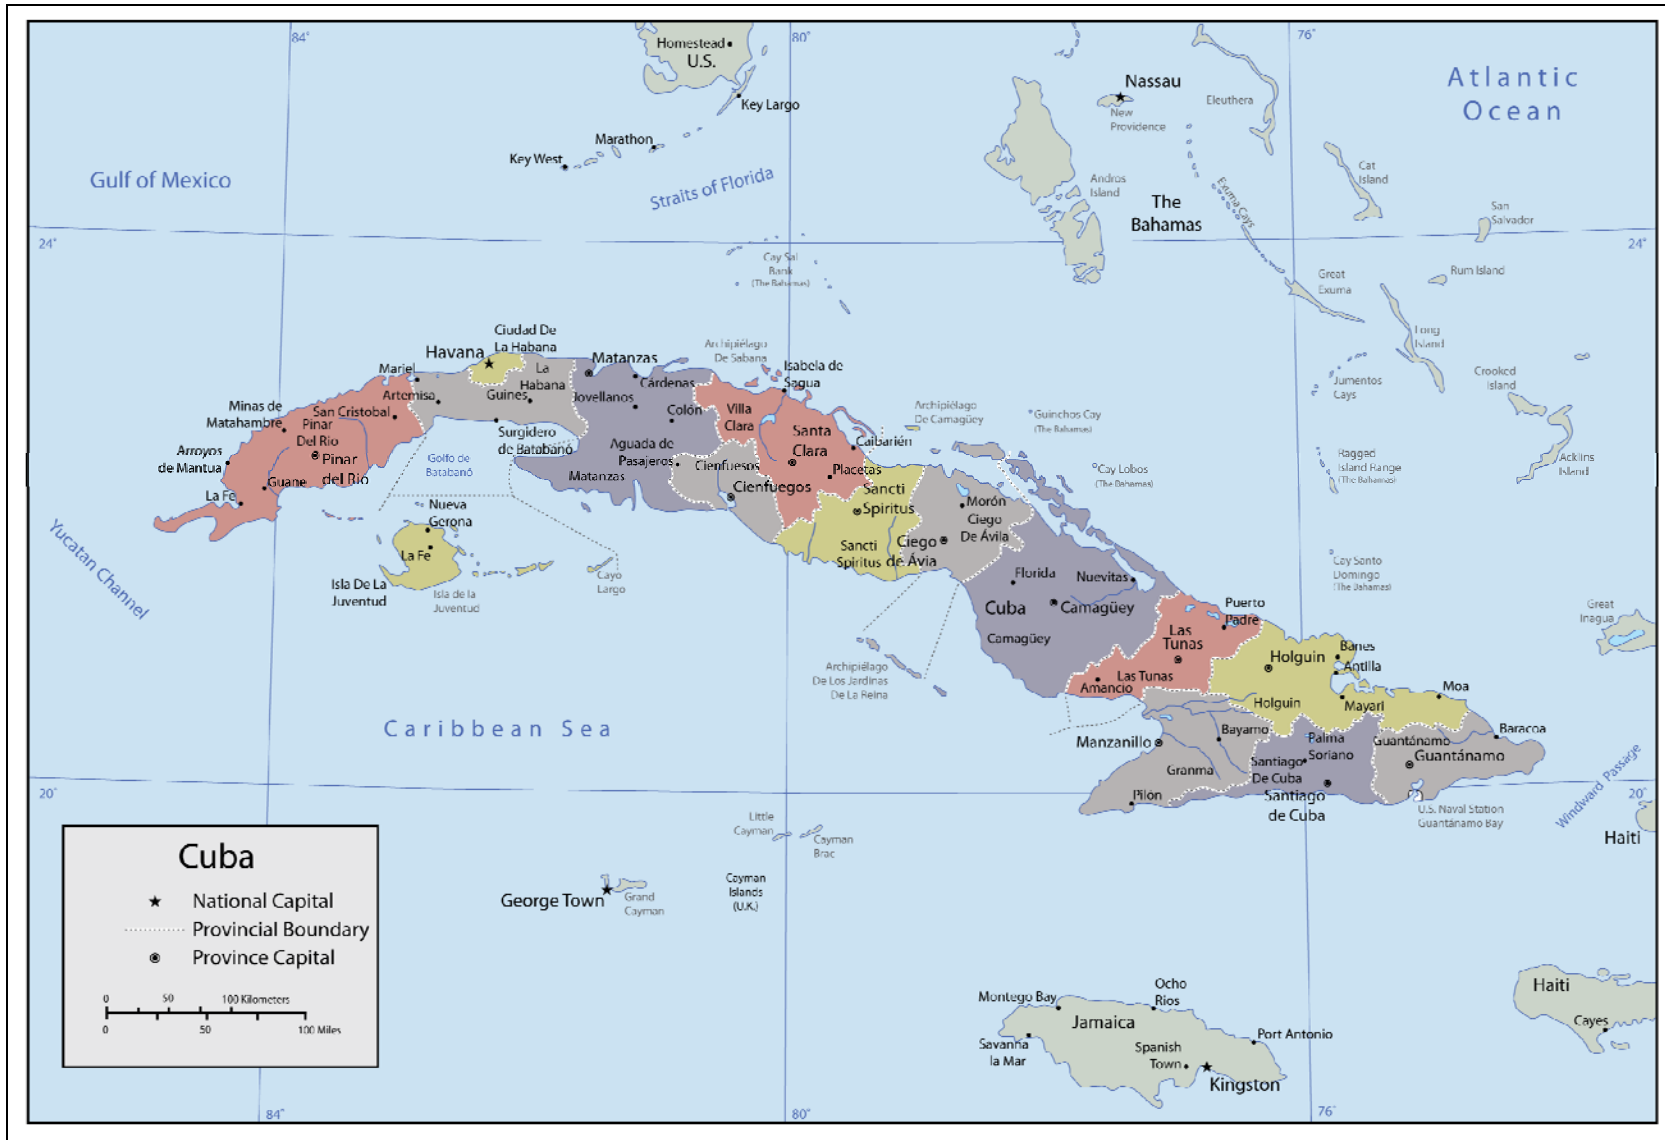 84°
80°
76°
Homestead
U.S.
Key Largo
Marathon
Key West
Straits of Florida
Gulf of Mexico
Nassau
New
Providence
Eleuthera
Atlantic
Ocean
Andros
Island
The
Bahamas
Exuma Cays
Cat
Island
San
Salvador
24°
24°
Cay Sal
Bank
(The Bahamas)
Great
Exuma
Rum Island
Long
Island
Crooked
Island
Jumentos
Cays
Acklins
Island
Ragged
Island Range
(The Bahamas)
Guinchos Cay
(The Bahamas)
Cay Lobos
(The Bahamas)
Cay Santo
Domingo
(The Bahamas)
Great
Inagua
Archipiélago
De Sabana
Archipiélago
De Camagüey
Ciudad De
La Habana
Havana
La
Habana
Mariel
Artemisa
Guines
Matanzas
Cárdenas
Jovellanos
Colón
Isabela de
Sagua
Minas de
Matahambre
San Cristobal
Pinar
Del Rio
Pinar
del Rio
Arroyos
de Mantua
Guane
La Fe
Surgidero
de Batabanó
Golfo de
Batabanó
Aguada de
Pasajeros
Matanzas
Villa
Clara
Santa
Clara
Caibarién
Placetas
Cienfuesos
Cienfuegos
Sancti
Spiritus
Sancti
Spiritus
Morón
Ciego
De Ávila
Ciego
de Ávia
Nueva
Gerona
La Fe
Isla De La
Juventud
Isla de la
Juventud
Cayo
Largo
Yucatan Channel
Florida
Nuevitas
Cuba
Camagüey
Camagüey
Puerto
Padre
Las
Tunas
Las Tunas
Amancio
Archipiélago
De Los Jardinas
De La Reina
Holguin
Banes
Antilla
Holguin
Mayari
Moa
Baracoa
Caribbean Sea
Manzanillo
Bayamo
Granma
Pilón
Palma
Soriano
Santiago
De Cuba
Santiago
de Cuba
Guantánamo
Guantánamo
U.S. Naval Station
Guantánamo Bay
Windward Passage
20°
20°
Haiti
Little
Cayman
Cayman
Brac
Cayman
Islands
(U.K.)
George Town
Grand
Cayman
Cuba
National Capital
Provincial Boundary
Province Capital
0 50 100 Kilometers
0 50 100 Miles
Montego Bay
Ocho
Rios
Jamaica
Savanna
la Mar
Spanish
Town
Port Antonio
Kingston
Haiti
Cayes
84°
80°
76°